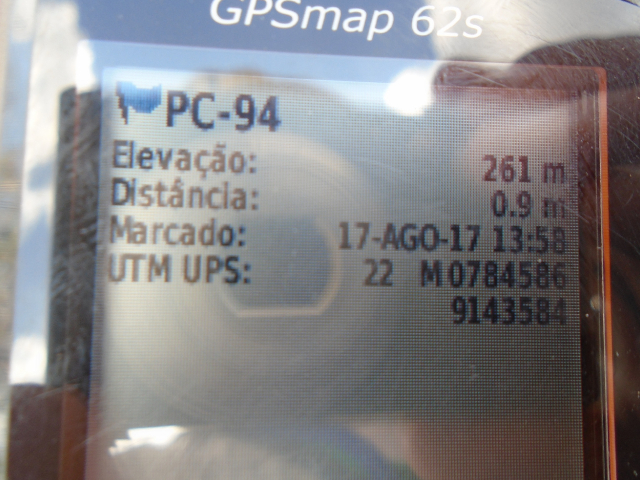 GPSmap 62s
PC-94
Elevação: 261 m
Distância: 0.9 m
Marcado: 17-AGO-17 13:58
UTM UPS: 22 M 0784586
9143584